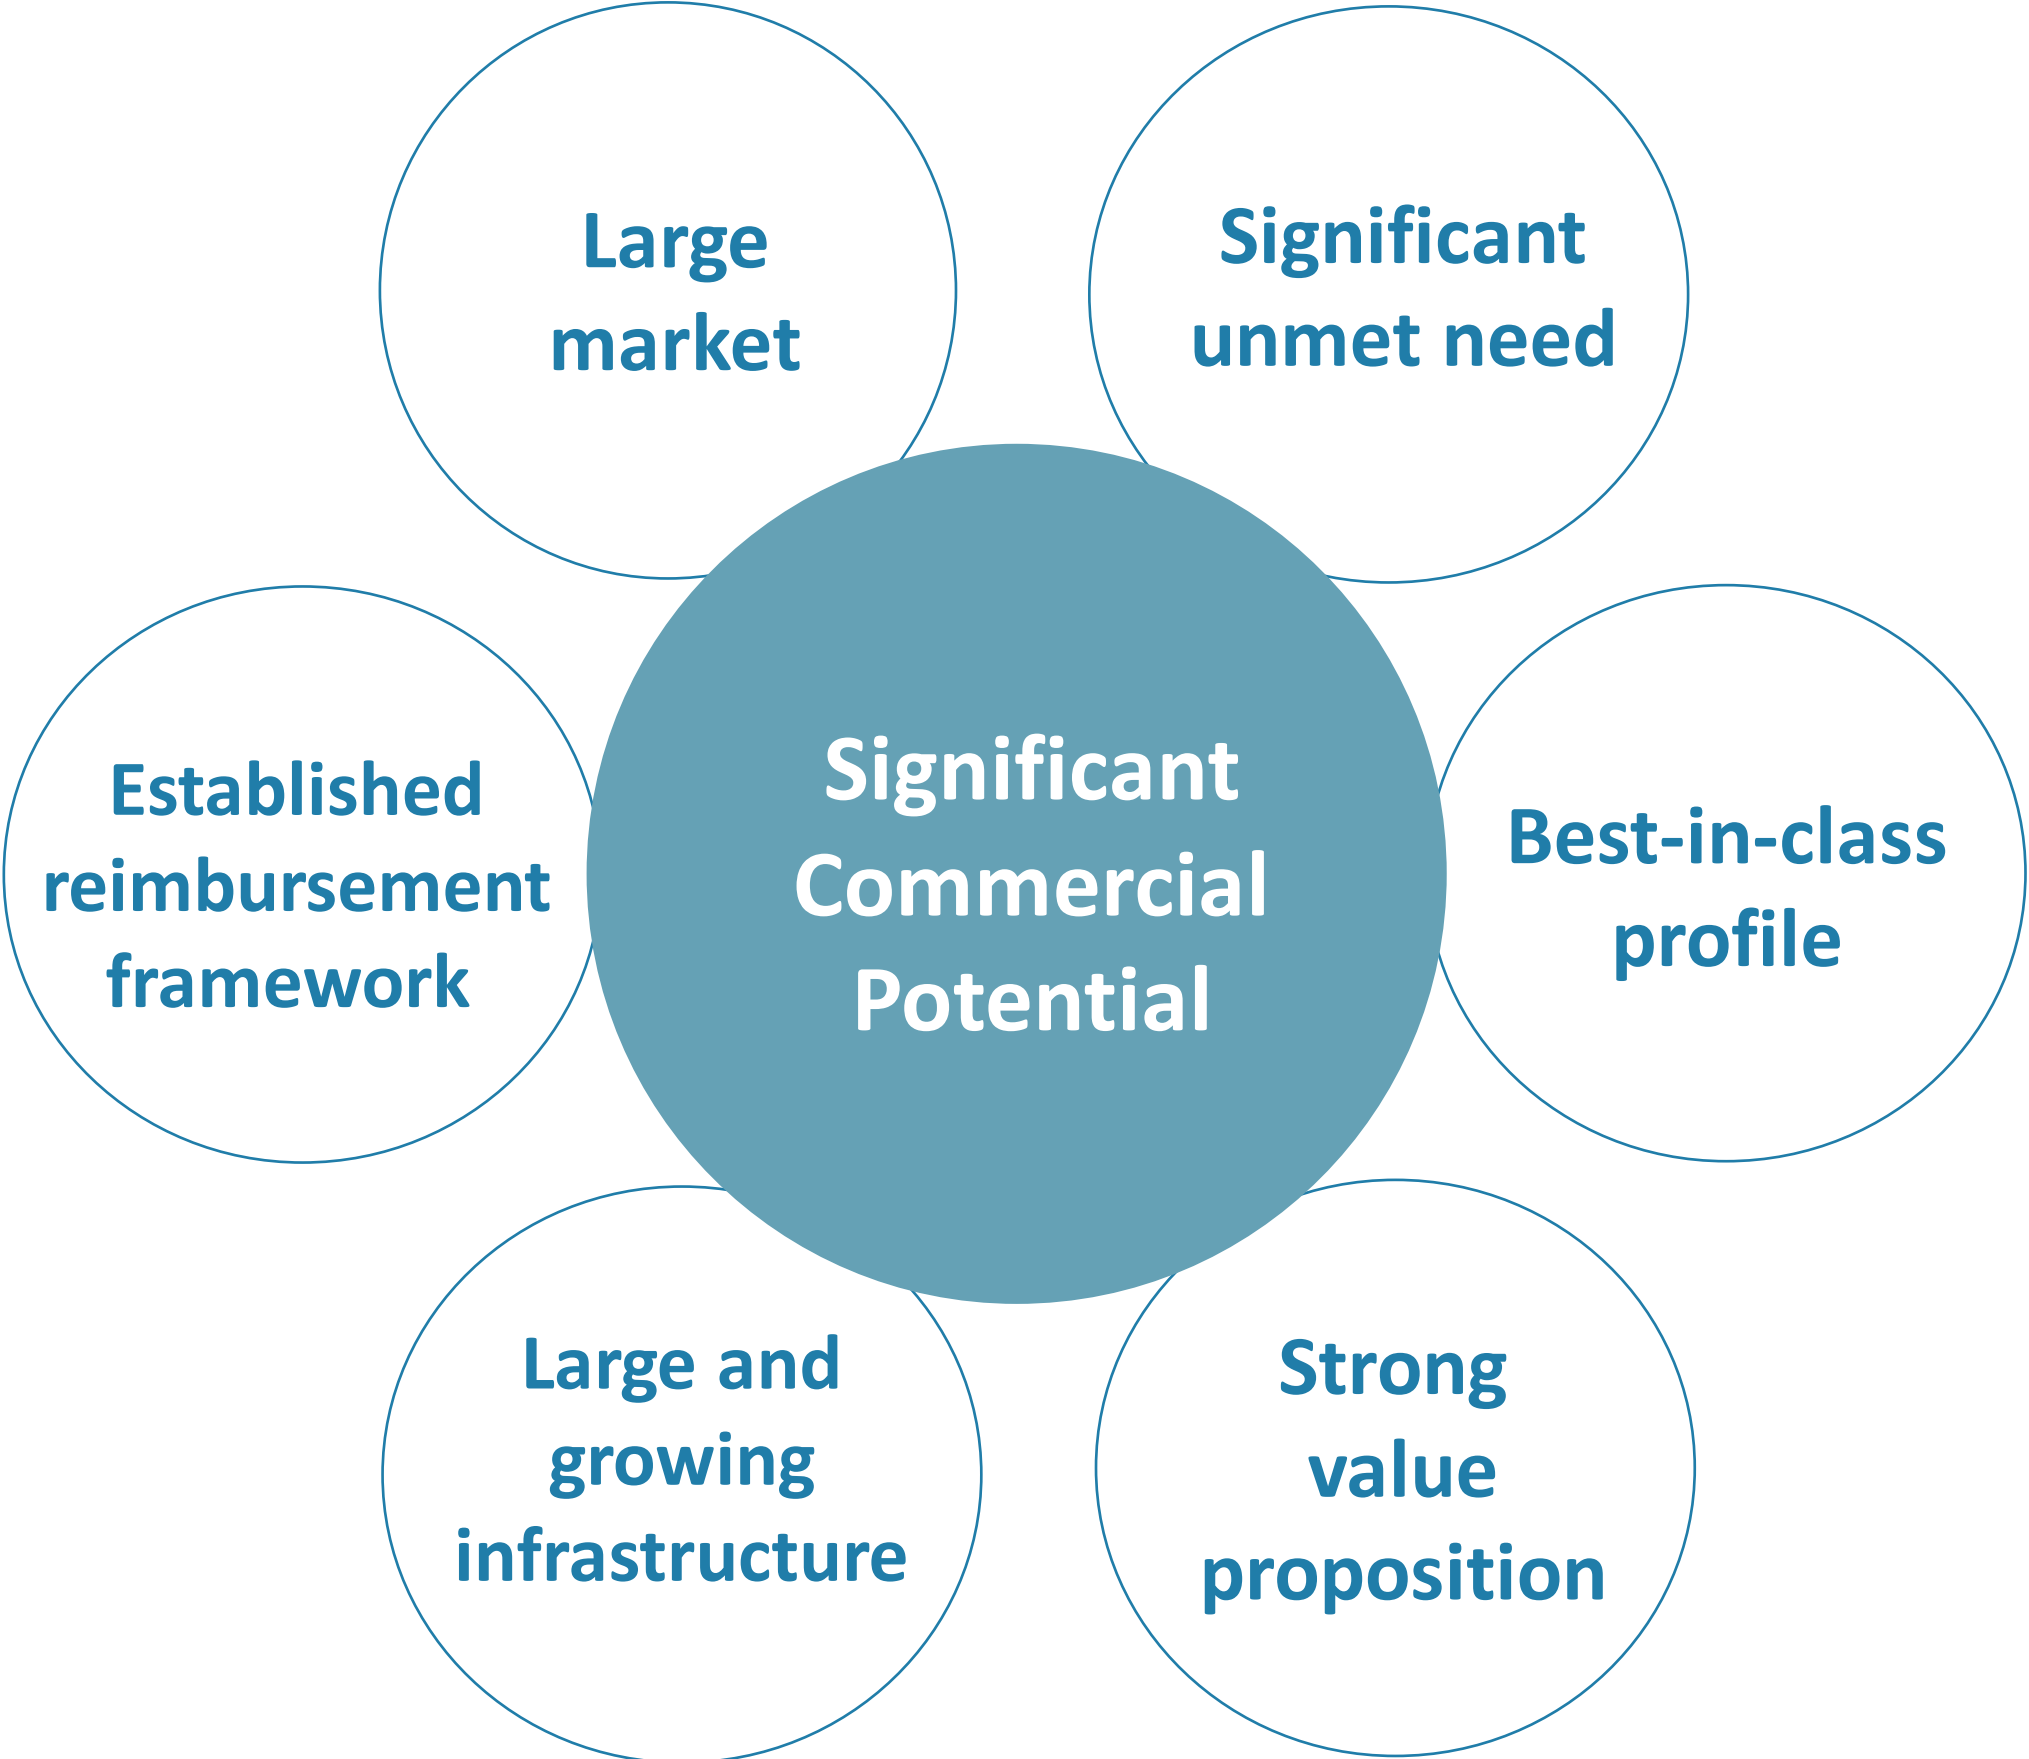 Large
market
Significant
unmet need
Established
reimbursement
framework
Significant
Commercial
Potential
Best-in-class
profile
Large and
growing
infrastructure
Strong
value
proposition